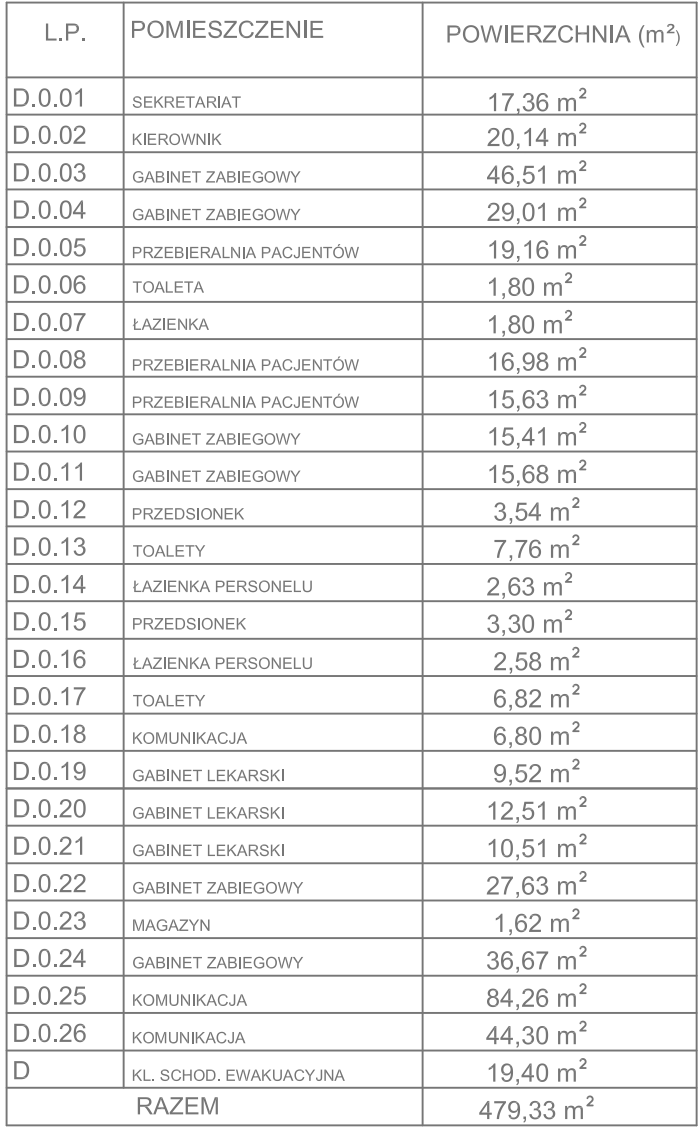 L.P. POMIESZCZENIE POWIERZCHNIA (m²)
D.0.01 SEKRETARIAT 17,36 m²
D.0.02 KIEROWNIK 20,14 m²
D.0.03 GABINET ZABIEGOWY 46,51 m²
D.0.04 GABINET ZABIEGOWY 29,01 m²
D.0.05 PRZEBIERALNIA PACJENTÓW 19,16 m²
D.0.06 TOALETA 1,80 m²
D.0.07 ŁAZIENKA 1,80 m²
D.0.08 PRZEBIERALNIA PACJENTÓW 16,98 m²
D.0.09 PRZEBIERALNIA PACJENTÓW 15,63 m²
D.0.10 GABINET ZABIEGOWY 15,41 m²
D.0.11 GABINET ZABIEGOWY 15,68 m²
D.0.12 PRZEDSIONEK 3,54 m²
D.0.13 TOALETY 7,76 m²
D.0.14 ŁAZIENKA PERSONELU 2,63 m²
D.0.15 PRZEDSIONEK 3,30 m²
D.0.16 ŁAZIENKA PERSONELU 2,58 m²
D.0.17 TOALETY 6,82 m²
D.0.18 KOMUNIKACJA 6,80 m²
D.0.19 GABINET LEKARSKI 9,52 m²
D.0.20 GABINET LEKARSKI 12,51 m²
D.0.21 GABINET LEKARSKI 10,51 m²
D.0.22 GABINET ZABIEGOWY 27,63 m²
D.0.23 MAGAZYN 1,62 m²
D.0.24 GABINET ZABIEGOWY 36,67 m²
D.0.25 KOMUNIKACJA 84,26 m²
D.0.26 KOMUNIKACJA 44,30 m²
D KL. SCHOD. EWAKUACYJNA 19,40 m²
RAZEM 479,33 m²